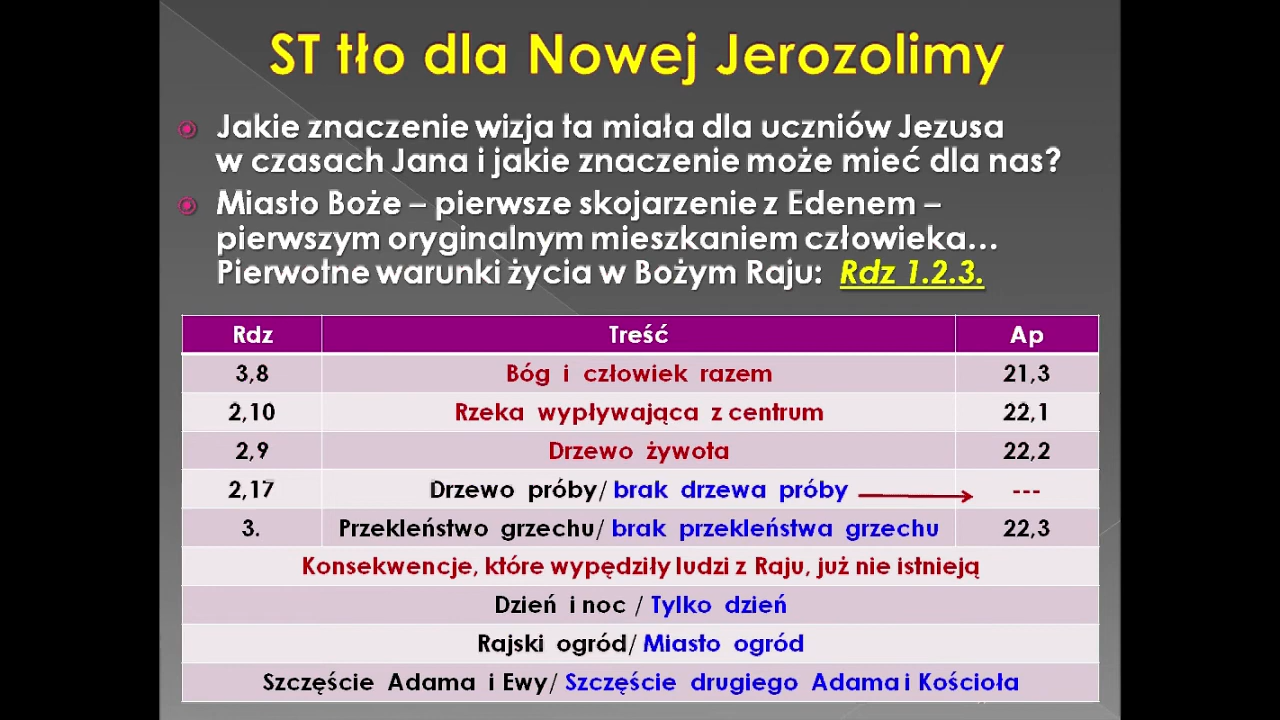 ST tło dla Nowej Jerozolimy
Jakie znaczenie wizja ta miała dla uczniów Jezusa
w czasach Jana i jakie znaczenie może mieć dla nas?
Miasto Boże – pierwsze skojarzenie z Edenem –
pierwszym oryginalnym mieszkaniem człowieka...
Pierwotne warunki życia w Bożym Raju: Rdz 1.2.3.
Rdz Treść Ap
3,8 Bóg i człowiek razem 21,3
2,10 Rzeka wypływająca z centrum 22,1
2,9 Drzewo żywota 22,2
2,17 Drzewo próby/ brak drzewa próby ---
3. Przekleństwo grzechu/ brak przekleństwa grzechu 22,3
Konsekwencje, które wypędziły ludzi z Raju, już nie istnieją
Dzień i noc / Tylko dzień
Rajski ogród/ Miasto ogród
Szczęście Adama i Ewy/ Szczęście drugiego Adama i Kościoła